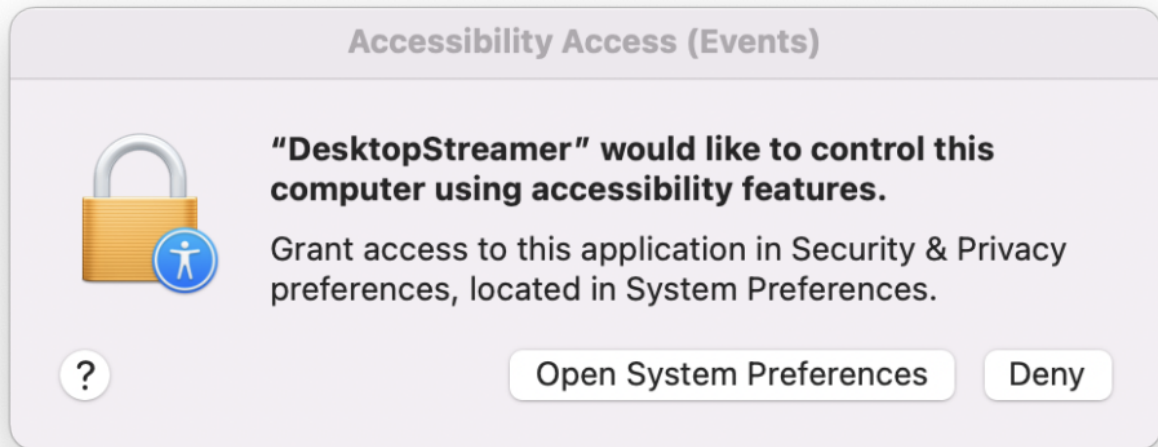 Accessibility Access (Events)
“DesktopStreamer” would like to control this
computer using accessibility features.
Grant access to this application in Security & Privacy
preferences, located in System Preferences.
?
Open System Preferences
Deny